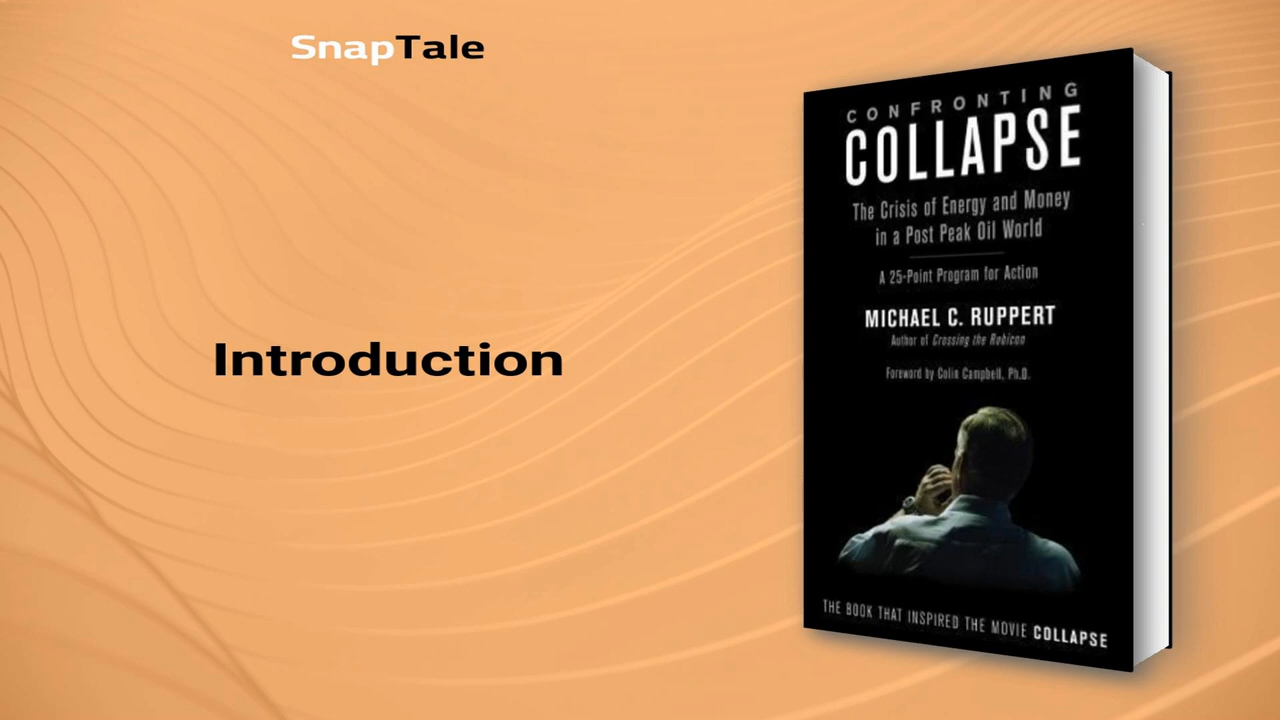 SnapTale
Introduction
CONFRONTING
COLLAPSE
The Crisis of Energy and Money
in a Post Peak Oil World
A 25-Point Program for Action
MICHAEL C. RUPPERT
Author of Crossing the Rubicon
Foreword by Colin Campbell, Ph.D.
THE BOOK THAT INSPIRED THE MOVIE COLLAPSE